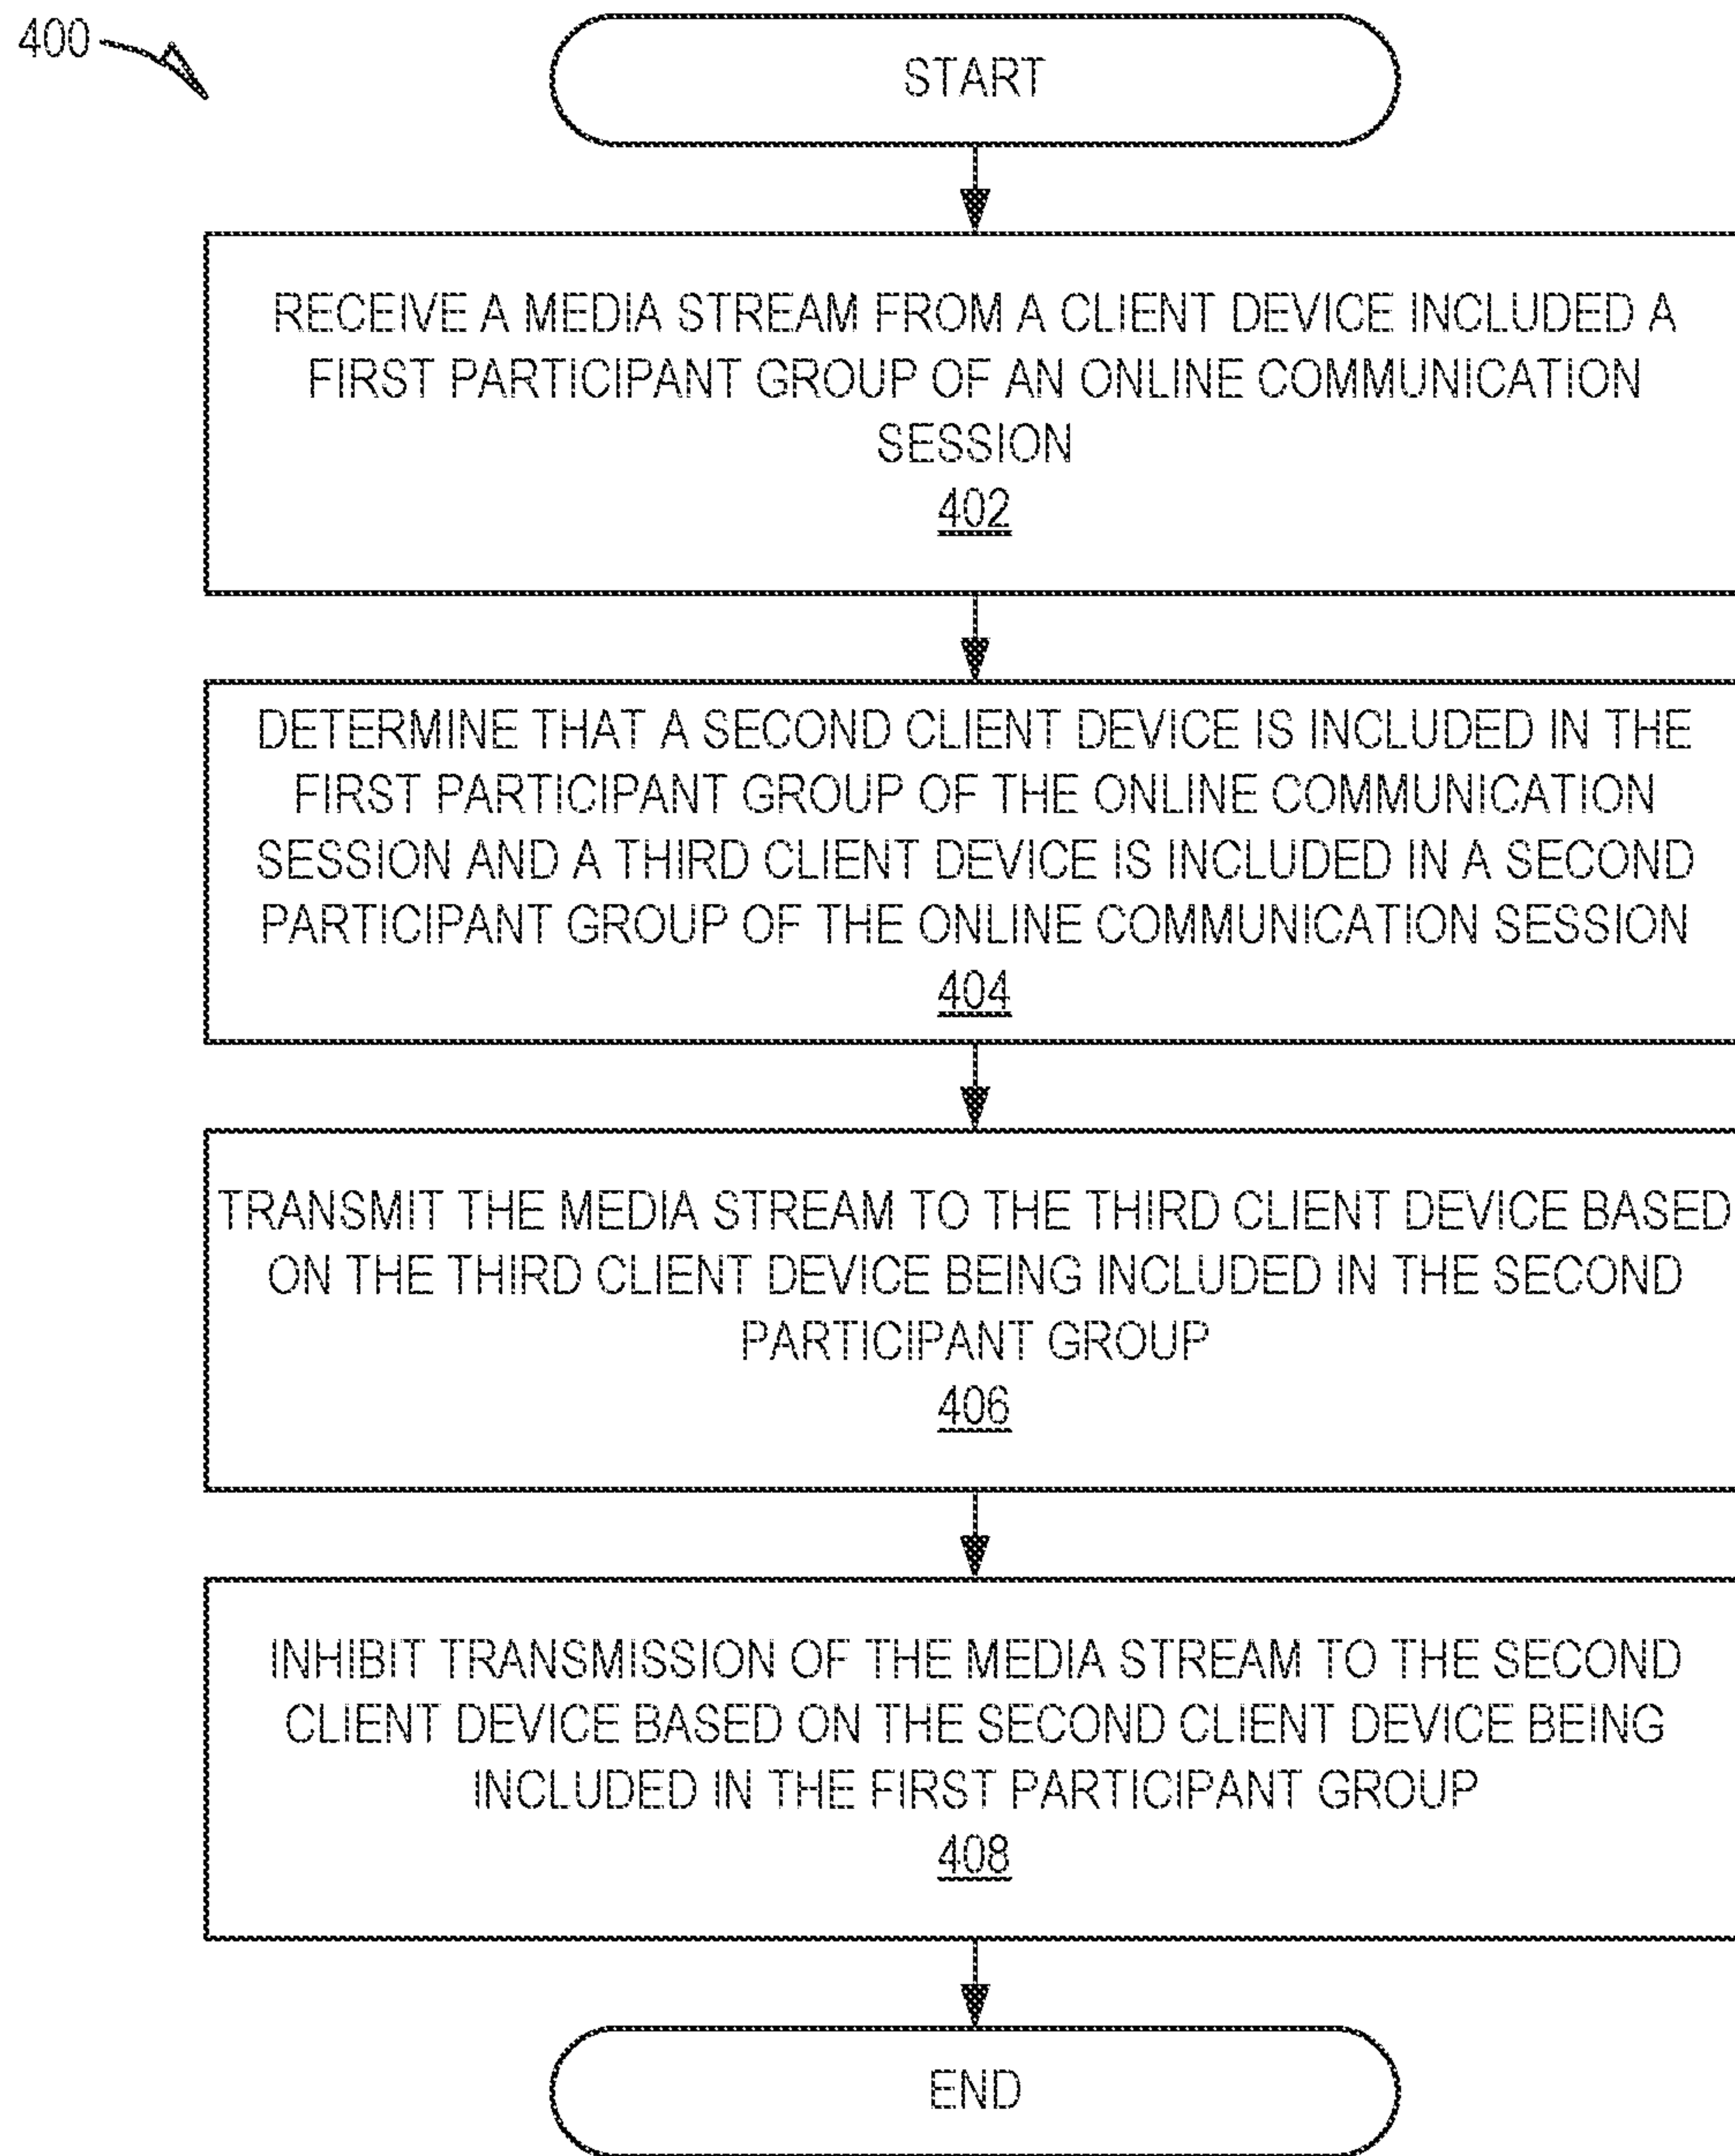 400
START
RECEIVE A MEDIA STREAM FROM A CLIENT DEVICE INCLUDED A
FIRST PARTICIPANT GROUP OF AN ONLINE COMMUNICATION
SESSION
402
DETERMINE THAT A SECOND CLIENT DEVICE IS INCLUDED IN THE
FIRST PARTICIPANT GROUP OF THE ONLINE COMMUNICATION
SESSION AND A THIRD CLIENT DEVICE IS INCLUDED IN A SECOND
PARTICIPANT GROUP OF THE ONLINE COMMUNICATION SESSION
404
TRANSMIT THE MEDIA STREAM TO THE THIRD CLIENT DEVICE BASED
ON THE THIRD CLIENT DEVICE BEING INCLUDED IN THE SECOND
PARTICIPANT GROUP
406
INHIBIT TRANSMISSION OF THE MEDIA STREAM TO THE SECOND
CLIENT DEVICE BASED ON THE SECOND CLIENT DEVICE BEING
INCLUDED IN THE FIRST PARTICIPANT GROUP
408
END